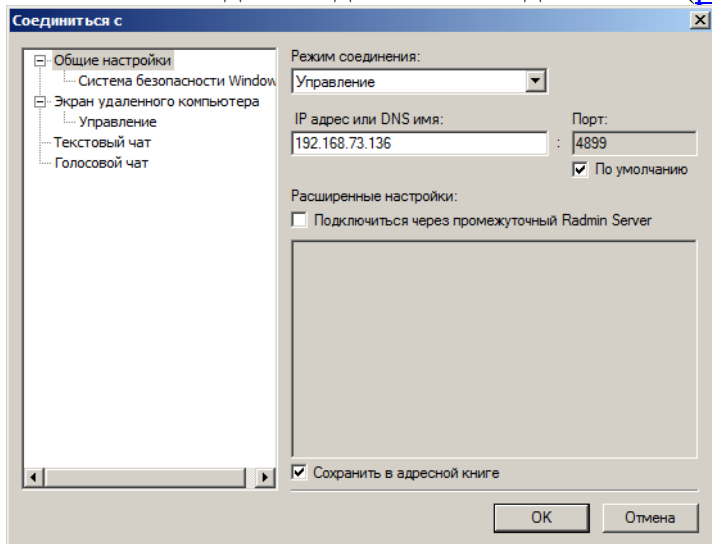 Соединиться с
Общие настройки
Система безопасности Window
Экран удаленного компьютера
Управление
Текстовый чат
Голосовой чат
Режим соединения:
Управление
IP адрес или DNS имя:
Порт:
192.168.73.136
:
4899
По умолчанию
Расширенные настройки:
Подключиться через промежуточный Radmin Server
Сохранить в адресной книге
OK
Отмена